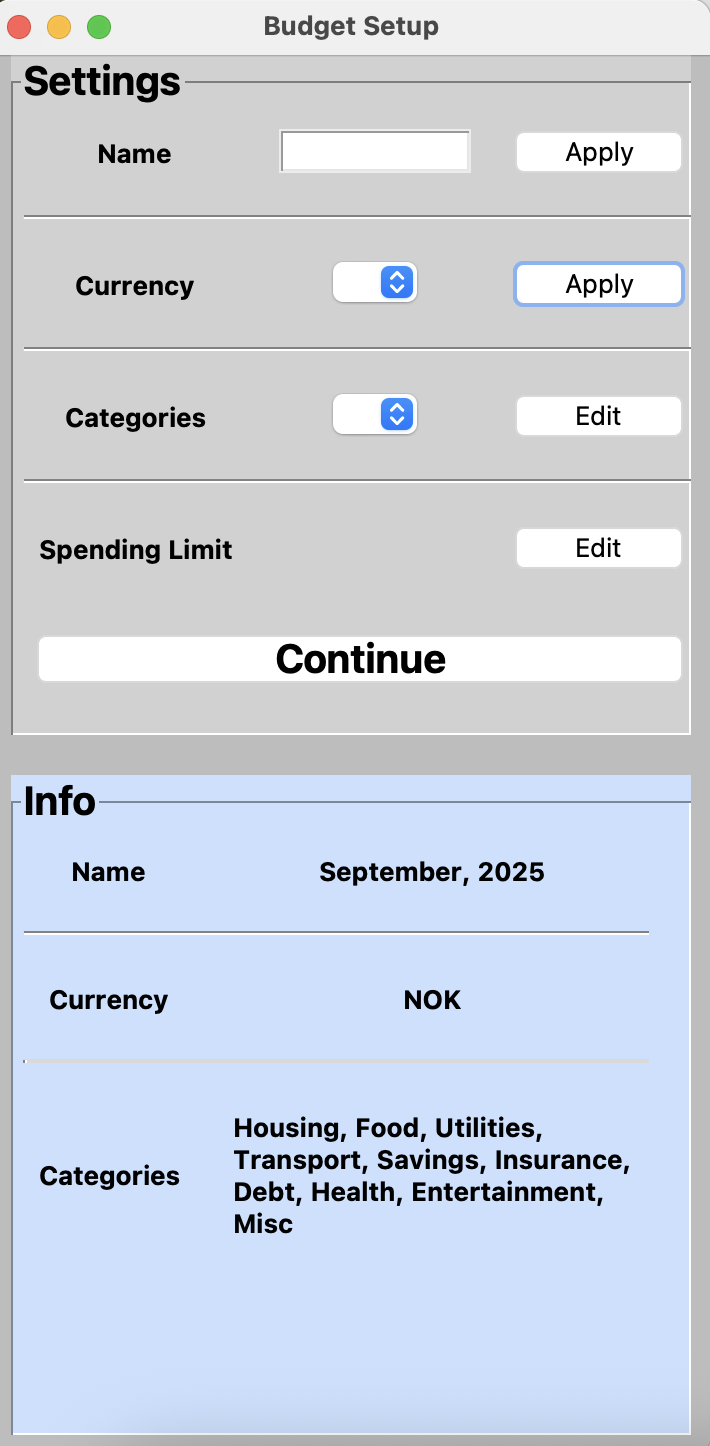 Budget Setup
Settings
Name Apply
Currency Apply
Categories Edit
Spending Limit Edit
Continue
Info
Name September, 2025
Currency NOK
Categories
Housing, Food, Utilities,
Transport, Savings, Insurance,
Debt, Health, Entertainment,
Misc